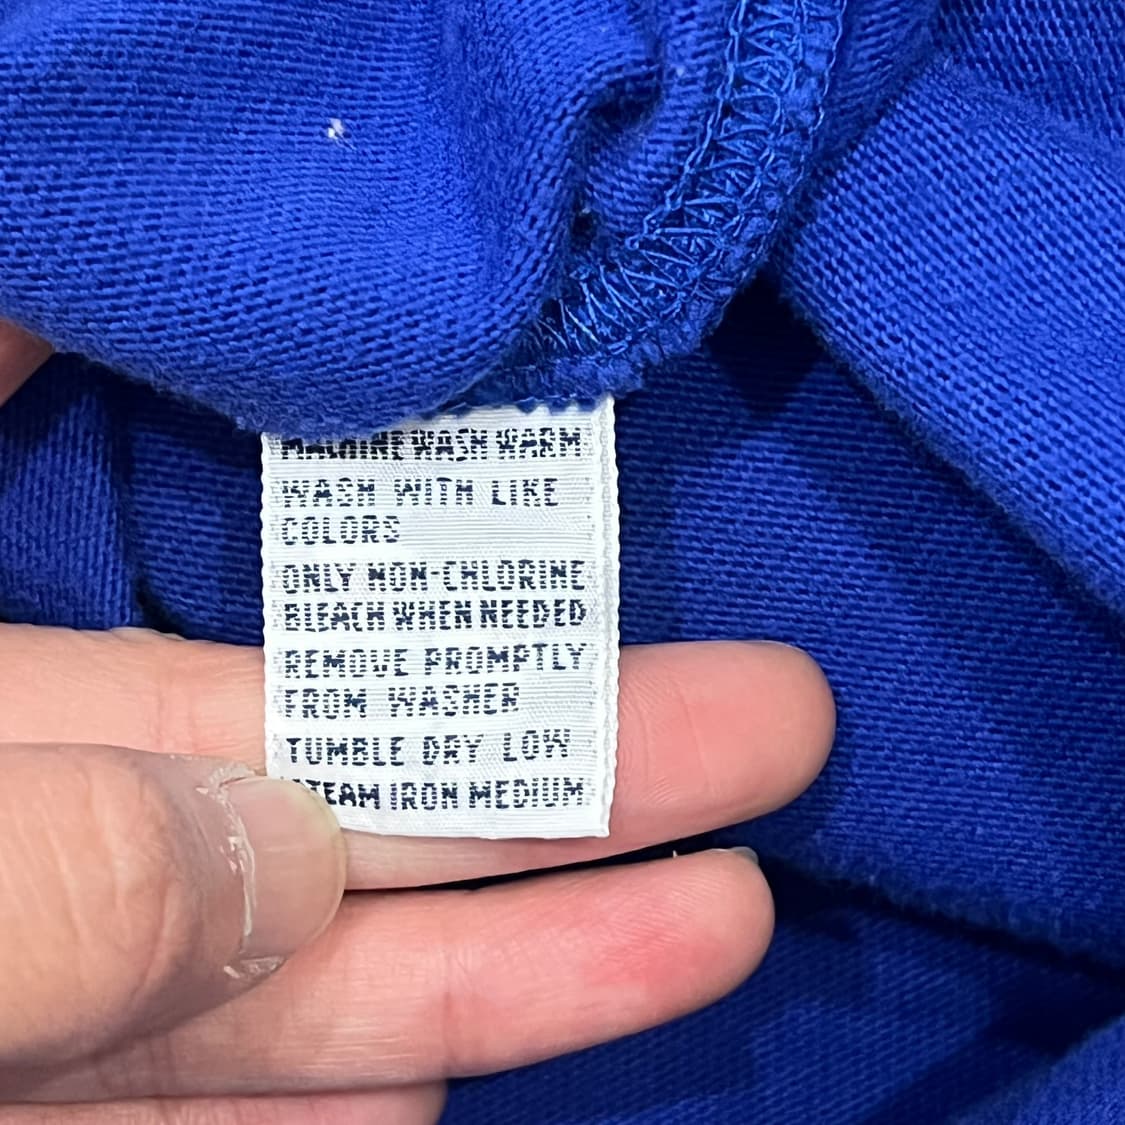 MACHINE WASH WARM
WASH WITH LIKE
COLORS
ONLY NON-CHLORINE
BLEACH WHEN NEEDED
REMOVE PROMPTLY
FROM WASHER
TUMBLE DRY LOW
STEAM IRON MEDIUM